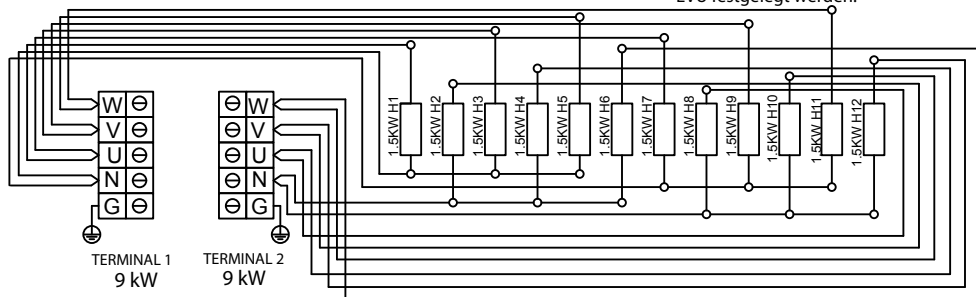 EVU festgelegt werden.
W
V
U
N
G
TERMINAL 1
9 kW
W
V
U
N
G
TERMINAL 2
9 kW
1.5KW H1
1.5KW H2
1.5KW H3
1.5KW H4
1.5KW H5
1.5KW H6
1.5KW H7
1.5KW H8
1.5KW H9
1.5KW H10
1.5KW H11
1.5KW H12